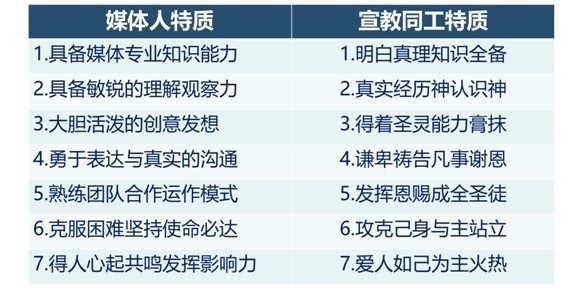 媒体人特质 宣教同工特质
1.具备媒体专业知识能力 1.明白真理知识全备
2.具备敏锐的理解观察力 2.真实经历神认识神
3.大胆活泼的创意发想 3.得着圣灵能力膏抹
4.勇于表达与真实的沟通 4.谦卑祷告凡事谢恩
5.熟练团队合作运作模式 5.发挥恩赐成全圣徒
6.克服困难坚持使命必达 6.攻克己身与主站立
7.得人心起共鸣发挥影响力 7.爱人如己为主火热